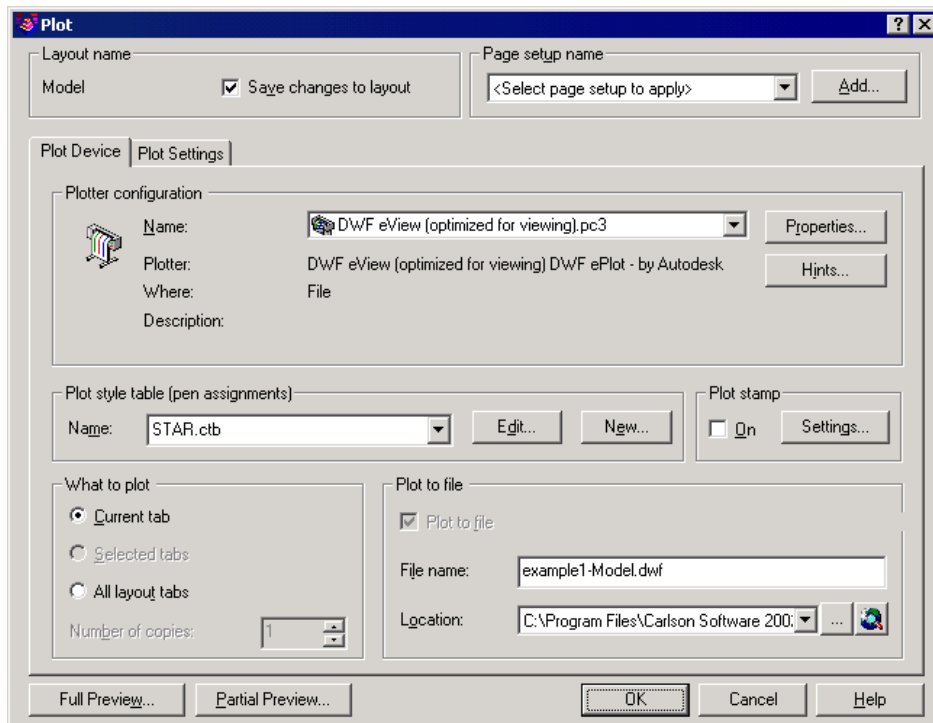 Plot
Layout name
Model
Save changes to layout
Page setup name
<Select page setup to apply>
Add...
Plot Device
Plot Settings
Plotter configuration
Name:
DWF eView (optimized for viewing).pc3
Properties...
Plotter:
DWF eView (optimized for viewing) DWF ePlot - by Autodesk
Hints...
Where:
File
Description:
Plot style table (pen assignments)
Name:
STAR.ctb
Edit...
New...
Plot stamp
On
Settings...
What to plot
Current tab
Selected tabs
All layout tabs
Number of copies:
1
Plot to file
Plot to file
File name:
example1-Model.dwf
Location:
C:\Program Files\Carlson Software 200
...
Full Preview...
Partial Preview...
OK
Cancel
Help